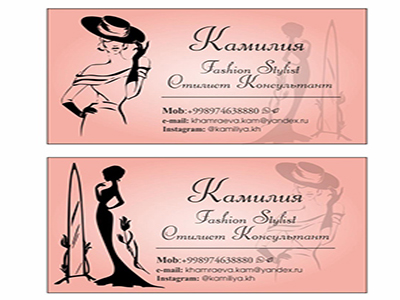 Камилия
Fashion Stylist
Стилист Консультант
Mob:+998974638880
e-mail: khamraeva.kam@yandex.ru
Instagram: @kamiliya.kh
Камилия
Fashion Stylist
Стилист Консультант
Mob:+998974638880
e-mail: khamraeva.kam@yandex.ru
Instagram: @kamiliya.kh